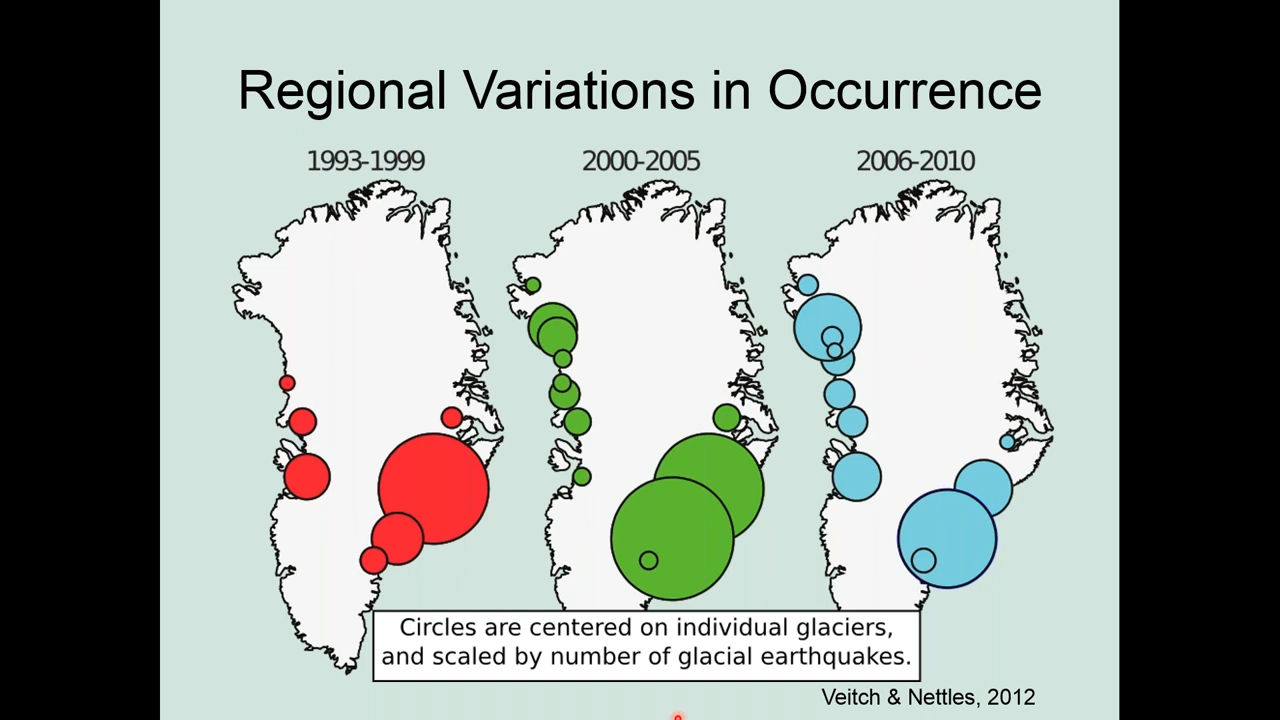 Regional Variations in Occurrence
1993-1999
2000-2005
2006-2010
Circles are centered on individual glaciers,
and scaled by number of glacial earthquakes.
Veitch & Nettles, 2012